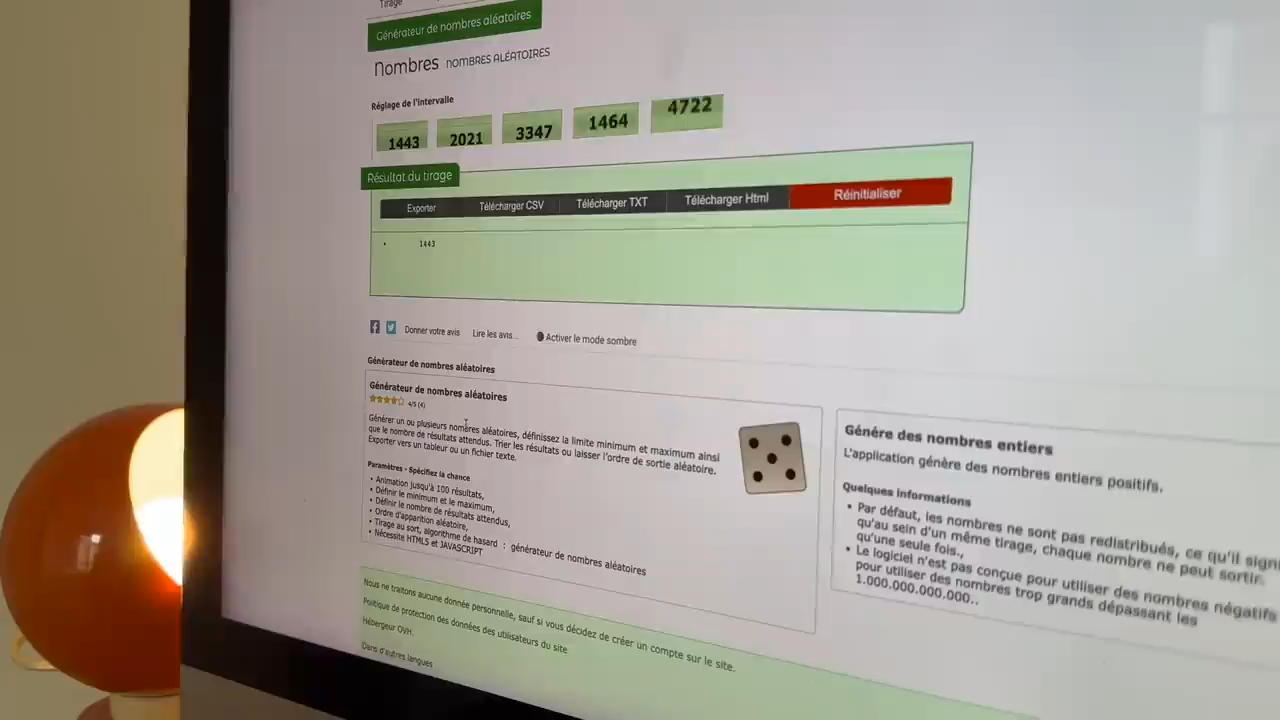 Tirage
Générateur de nombres aléatoires
Nombres NOMBRES ALÉATOIRES
Réglage de l'intervalle
1443 2021 3347 1464 4722
Résultat du tirage
Exporter Télécharger CSV Télécharger TXT Télécharger Html Réinitialiser
• 1443
Donner votre avis Lire les avis... Activer le mode sombre
Générateur de nombres aléatoires
Générateur de nombres aléatoires
4/5 (4)
Générer un ou plusieurs nombres aléatoires, définissez la limite minimum et maximum ainsi
que le nombre de résultats attendus. Trier les résultats ou laisser l'ordre de sortie aléatoire.
Exporter vers un tableur ou un fichier texte.
Paramètres - Spécifiez la chance
• Animation jusqu'à 100 résultats,
• Définir le minimum et le maximum,
• Définir le nombre de résultats attendus,
• Ordre d'apparition aléatoire,
• Tirage au sort, algorithme de hasard : générateur de nombres aléatoires
• Nécessite HTML5 et JAVASCRIPT
Génére des nombres entiers
L'application génère des nombres entiers positifs.
Quelques informations
• Par défaut, les nombres ne sont pas redistribués, ce qu'il signi
qu'au sein d'un même tirage, chaque nombre ne peut sortir
qu'une seule fois.,
• Le logiciel n'est pas conçue pour utiliser des nombres négatifs
pour utiliser des nombres trop grands dépassant les
1.000.000.000.000..
Nous ne traitons aucune donnée personnelle, sauf si vous décidez de créer un compte sur le site.
Politique de protection des données des utilisateurs du site
Hébergeur OVH.
Dans d'autres langues